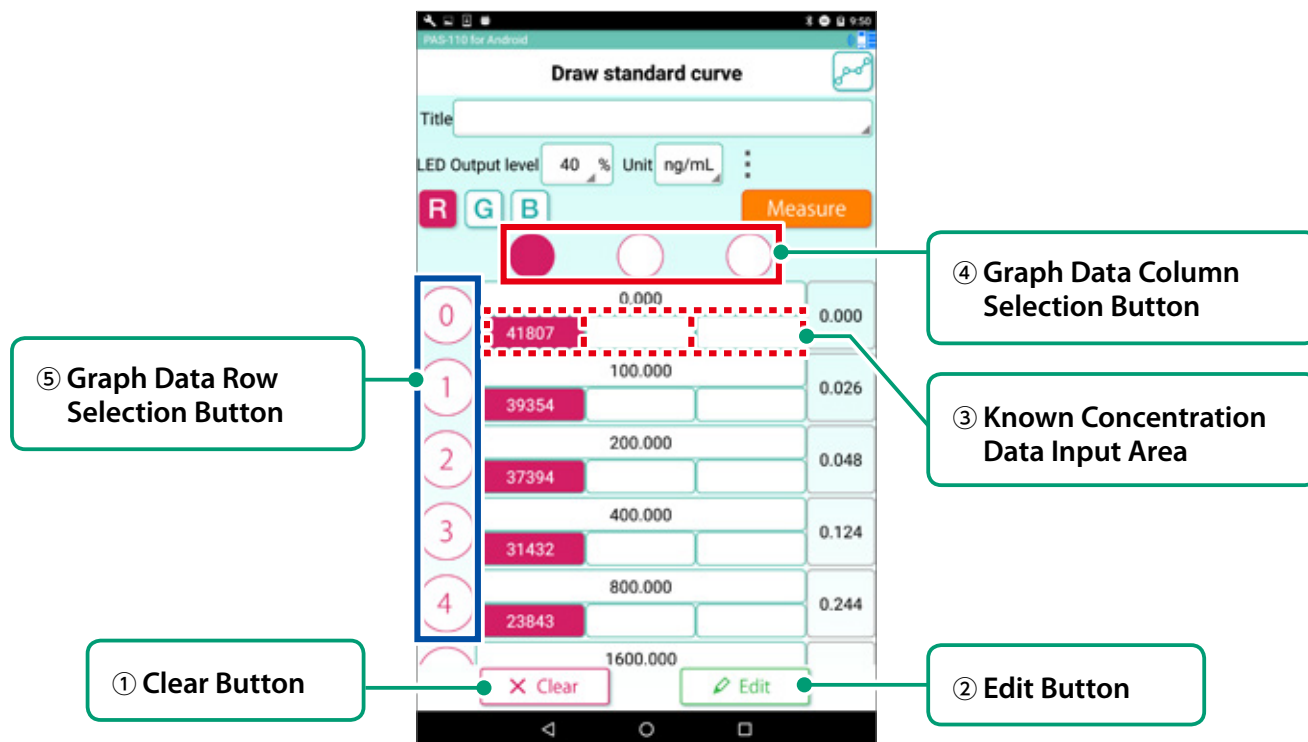 9:50
PAS-110 for Android
Draw standard curve
Title
LED Output level 40 % Unit ng/mL
R G B Measure
④ Graph Data Column
Selection Button
0 0.000 0.000
41807
⑤ Graph Data Row
Selection Button
1 100.000 0.026
39354
③ Known Concentration
Data Input Area
2 200.000 0.048
37394
3 400.000 0.124
31432
4 800.000 0.244
23843
1600.000
① Clear Button
× Clear Edit
② Edit Button